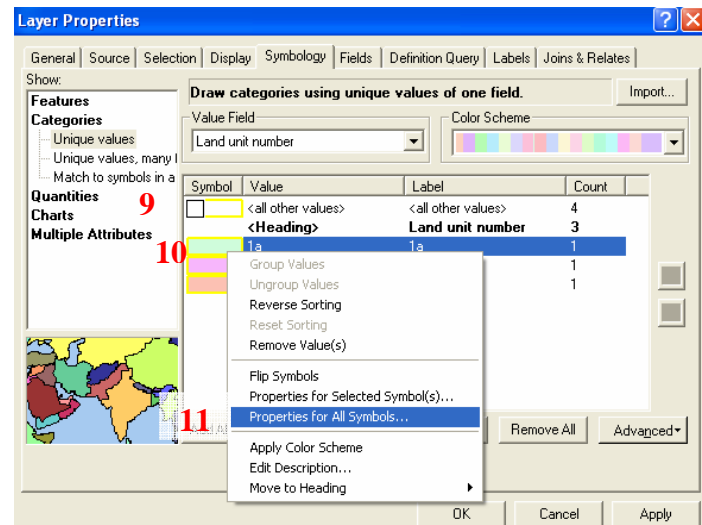 Layer Properties
General Source Selection Display Symbology Fields Definition Query Labels Joins & Relates
Show:
Features
Categories
Unique values
Unique values, many
Match to symbols in a
Quantities
Charts
Multiple Attributes
Draw categories using unique values of one field.
Import...
Value Field
Land unit number
Color Scheme
Symbol Value Label Count
<all other values> <all other values> 4
<Heading> Land unit number 3
1a 1a 1
1
1
9
10
11
Group Values
Ungroup Values
Reverse Sorting
Reset Sorting
Remove Value(s)
Flip Symbols
Properties for Selected Symbol(s)...
Properties for All Symbols...
Apply Color Scheme
Edit Description...
Move to Heading
Remove All
Advanced
OK Cancel Apply